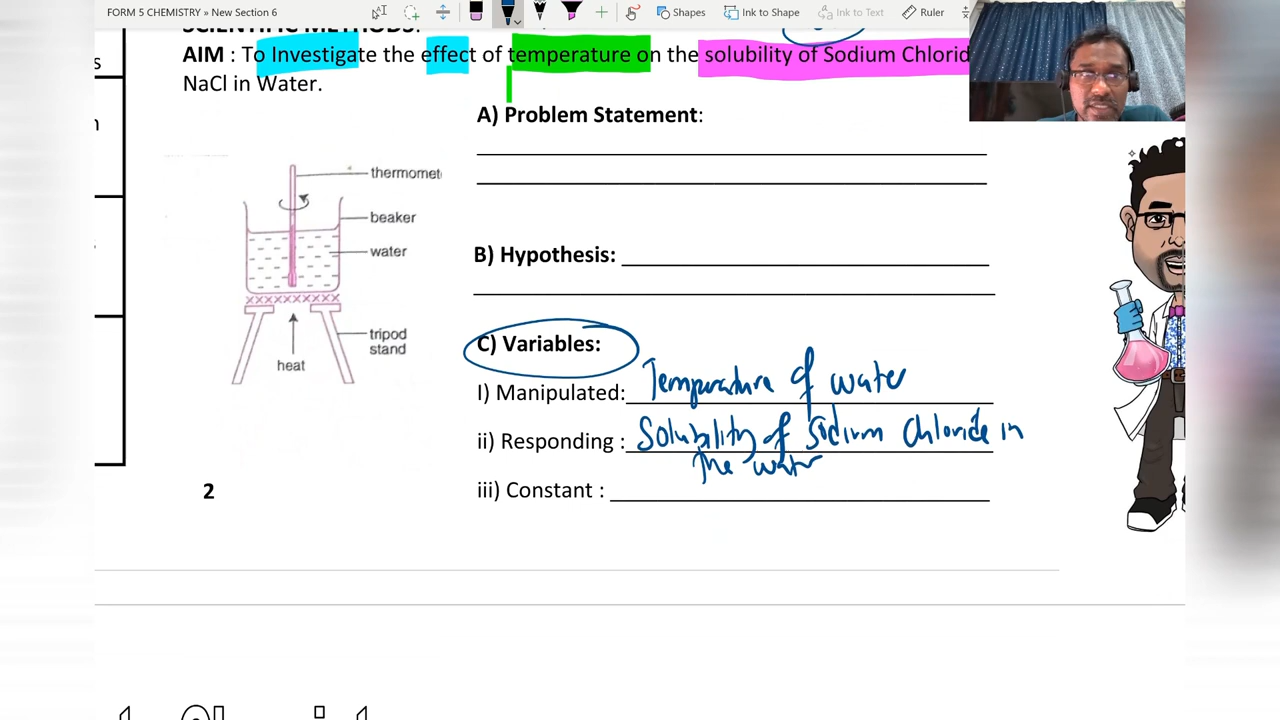 FORM 5 CHEMISTRY » New Section 6
Shapes
Ink to Shape
Ink to Text
Ruler
SCIENTIFIC METHODS:
AIM : To Investigate the effect of temperature on the solubility of Sodium Chlorid
NaCl in Water.
s
n
A) Problem Statement:
thermomet
beaker
water
tripod
stand
heat
B) Hypothesis:
C) Variables:
I) Manipulated: Temperature of water
ii) Responding : Solubility of Sodium Chloride in
the water
iii) Constant :
2